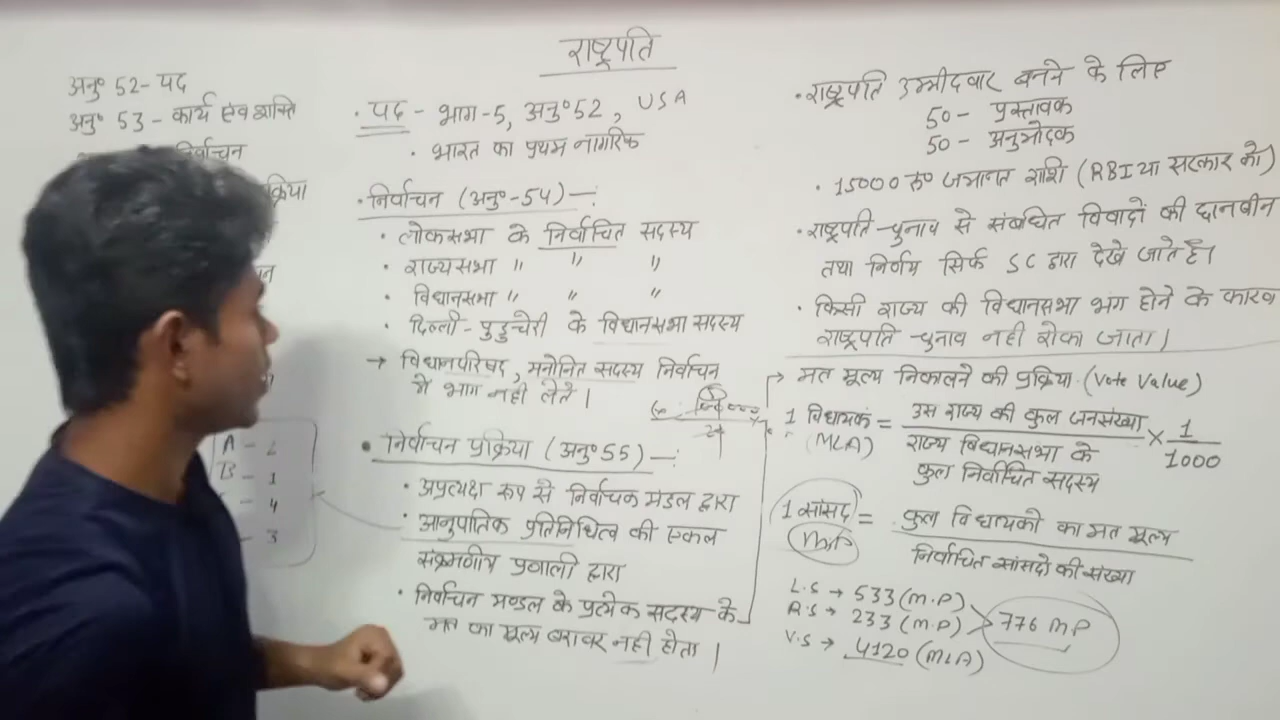 राष्ट्रपति
अनु० 52 - पद
अनु० 53 - कार्य एवं शक्ति
निर्वाचन
क्रिया
A - 2
B - 1
- 4
- 3
• पद - भाग-5, अनु० 52, USA
• भारत का प्रथम नागरिक
• निर्वाचन (अनु०-54) -:
• लोकसभा के निर्वाचित सदस्य
• राज्यसभा " " "
• विधानसभा " " "
• दिल्ली - पुडुचेरी के विधानसभा सदस्य
→ विधानपरिषद, मनोनित सदस्य निर्वाचन
मे भाग नही लेते।
• निर्वाचन प्रक्रिया (अनु० 55) -:
• अप्रत्यक्ष रूप से निर्वाचक मंडल द्वारा
• आनुपातिक प्रतिनिधित्व की एकल
संक्रमणीय प्रणाली द्वारा
• निर्वाचन मण्डल के प्रत्येक सदस्य के
मत का मूल्य बराबर नही होता।
• राष्ट्रपति उम्मीदवार बनने के लिए
50 - प्रस्तावक
50 - अनुमोदक
• 15000 रु० जमानत राशि (RBI या सरकार को)
• राष्ट्रपति चुनाव से संबंधित विवादों की छानबीन
तथा निर्णय सिर्फ SC द्वारा देखे जाते है।
• किसी राज्य की विधानसभा भंग होने के कारण
राष्ट्रपति चुनाव नही रोका जाता।
→ मत मूल्य निकालने की प्रक्रिया (Vote Value)
1 विधायक (MLA) = उस राज्य की कुल जनसंख्या / राज्य विधानसभा के कुल निर्वाचित सदस्य × 1/1000
1 सांसद (M.P) = कुल विधायको का मत मूल्य / निर्वाचित सांसदो की संख्या
L.S → 533 (M.P)
R.S → 233 (M.P) > 776 MP
V.S → 4120 (MLA)